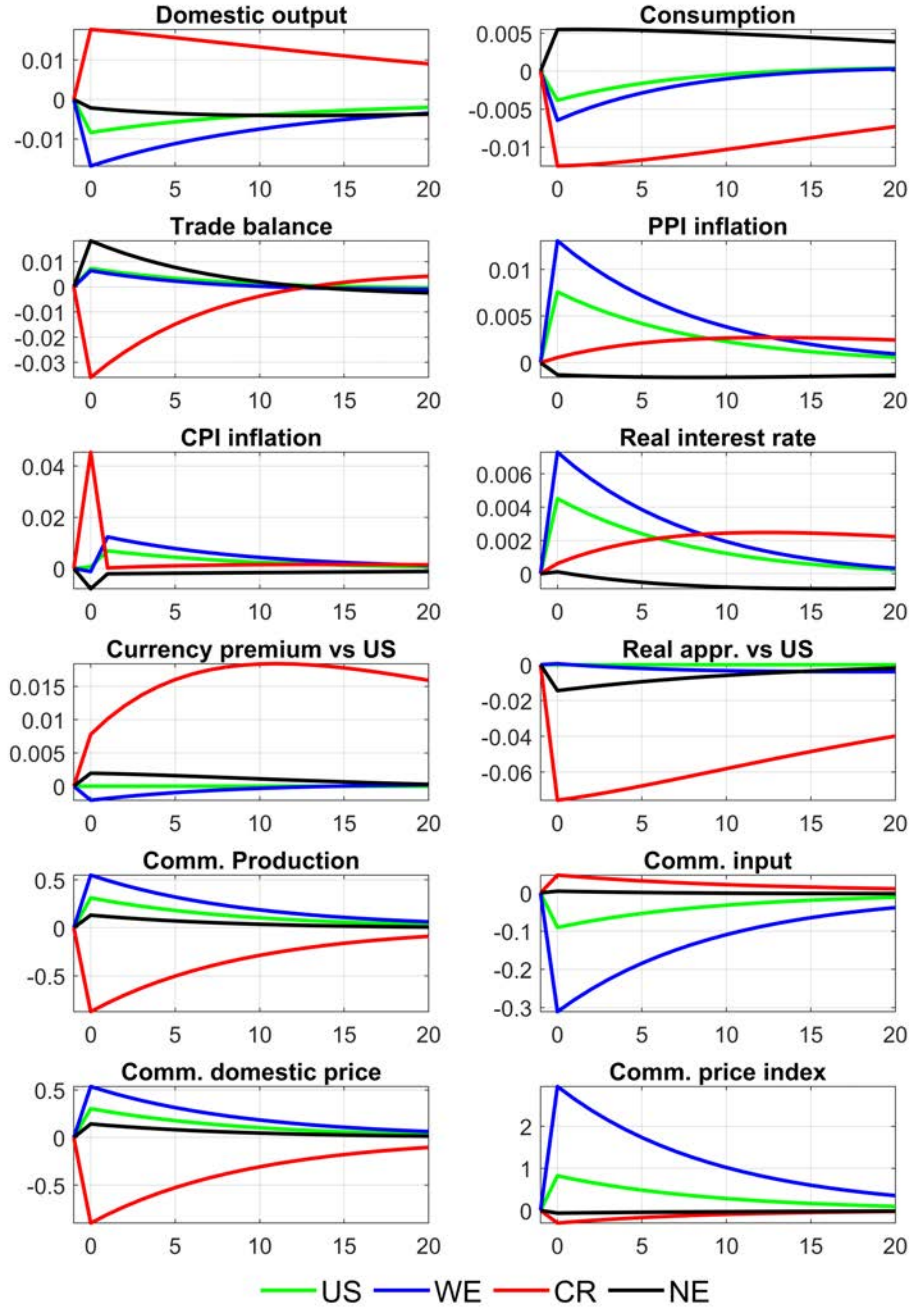 Domestic output
Consumption
0.01
0
-0.01
0 5 10 15 20
0.005
0
-0.005
-0.01
0 5 10 15 20
Trade balance
PPI inflation
0.01
0
-0.01
-0.02
-0.03
0 5 10 15 20
0.01
0.005
0
0 5 10 15 20
CPI inflation
Real interest rate
0.04
0.02
0
0 5 10 15 20
0.006
0.004
0.002
0
0 5 10 15 20
Currency premium vs US
Real appr. vs US
0.015
0.01
0.005
0
0 5 10 15 20
0
-0.02
-0.04
-0.06
0 5 10 15 20
Comm. Production
Comm. input
0.5
0
-0.5
0 5 10 15 20
0
-0.1
-0.2
-0.3
0 5 10 15 20
Comm. domestic price
Comm. price index
0.5
0
-0.5
0 5 10 15 20
2
1
0
0 5 10 15 20
US WE CR NE